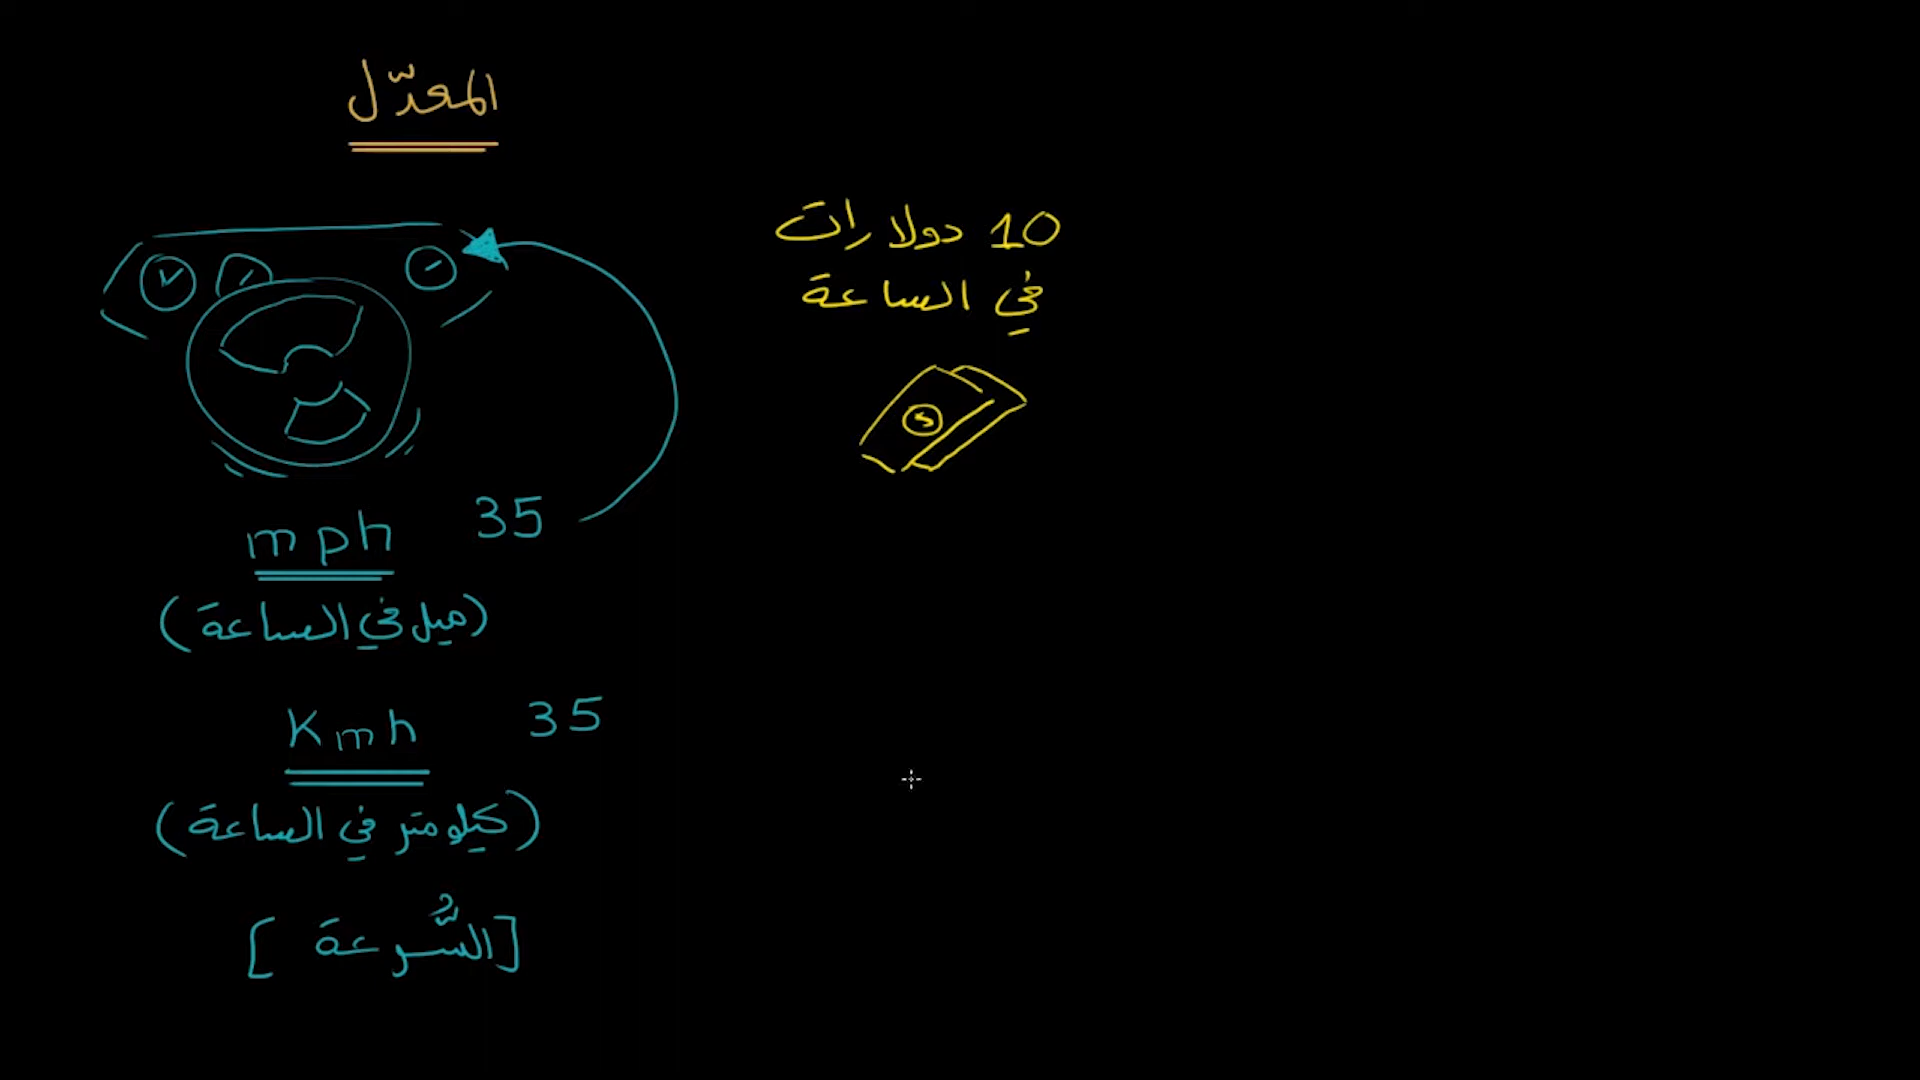 المعدّل
10 دولارات
في الساعة
mph 35
(ميل في الساعة)
Kmh 35
(كيلومتر في الساعة)
[السُّرعة]